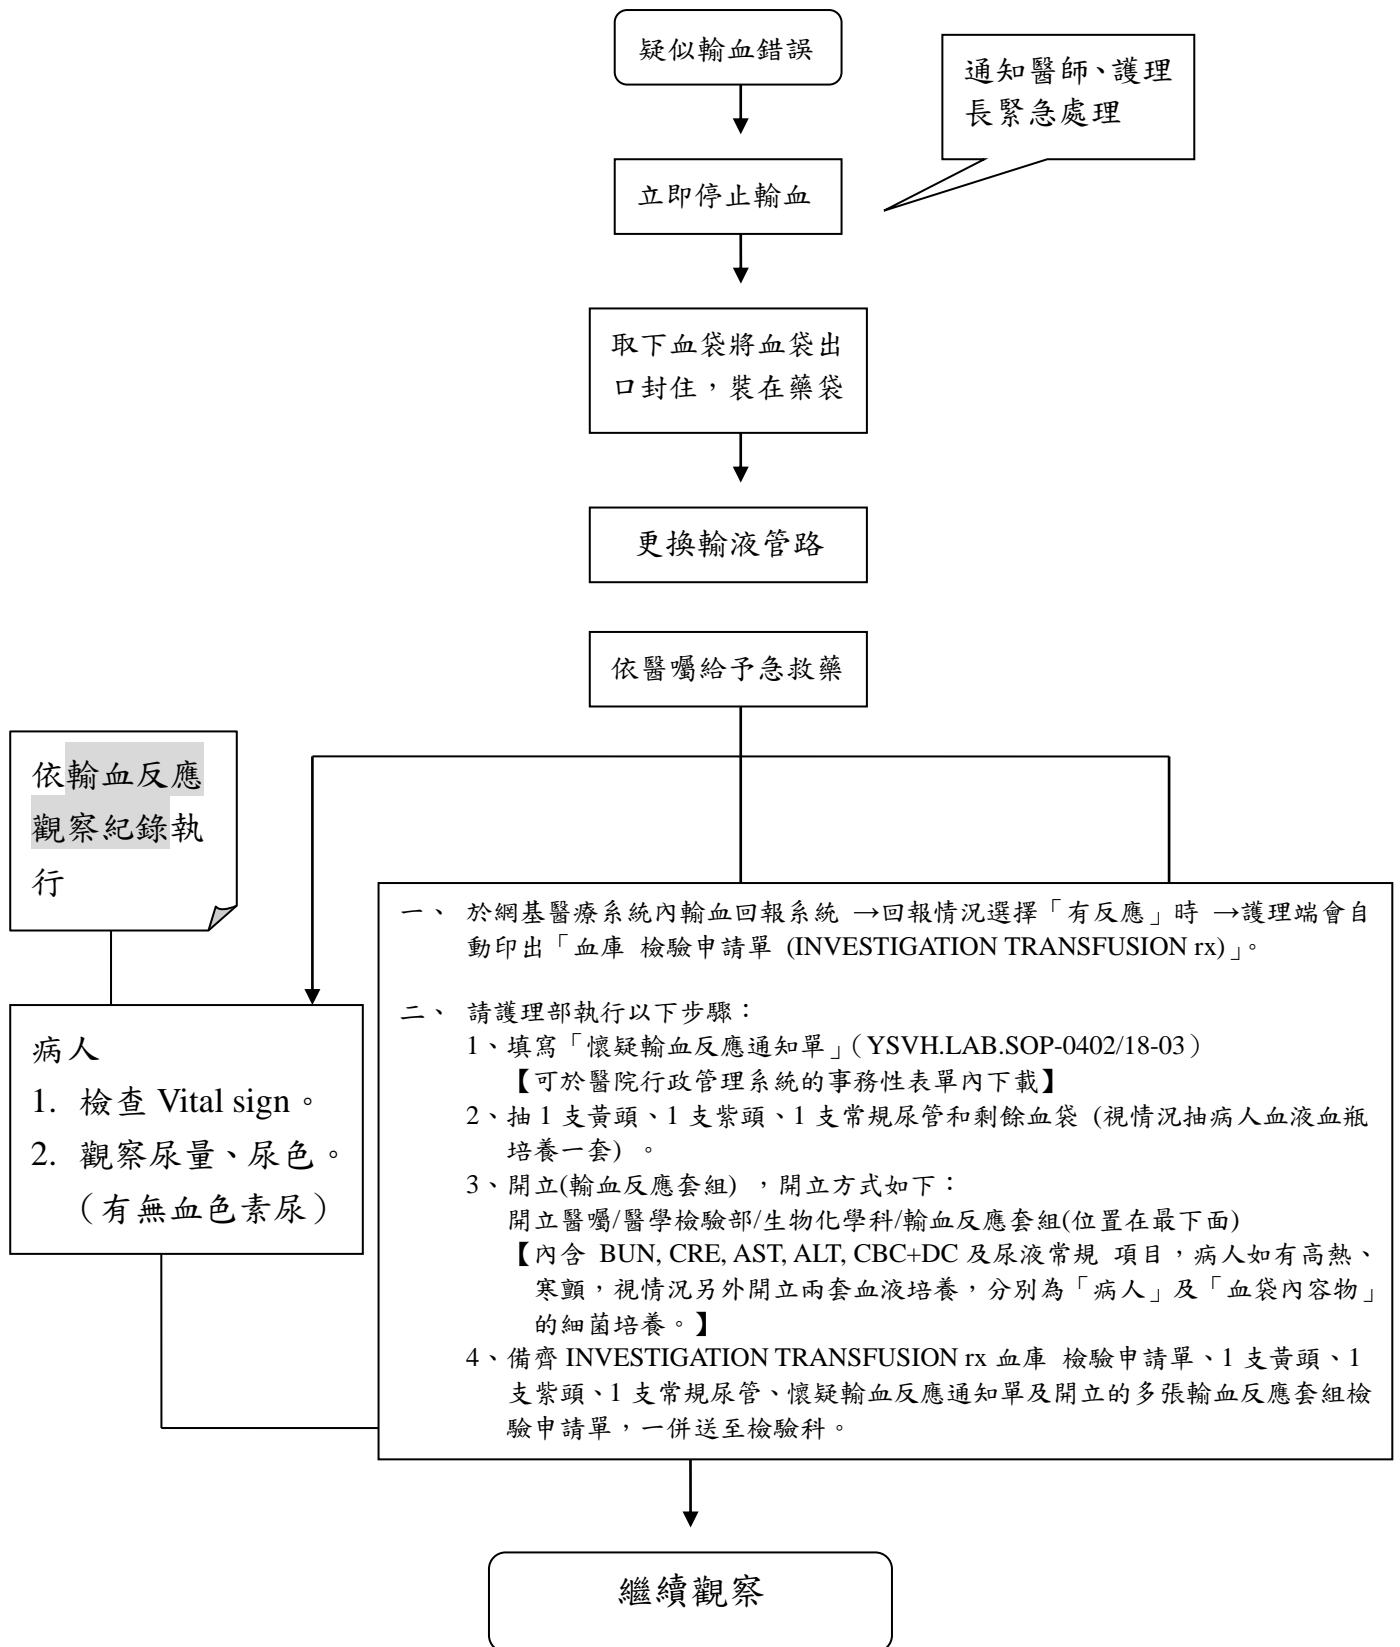 疑似輸血錯誤
通知醫師、護理
長緊急處理
立即停止輸血
取下血袋將血袋出
口封住，裝在藥袋
更換輸液管路
依醫囑給予急救藥
依輸血反應
觀察紀錄執
行
病人
1. 檢查 Vital sign。
2. 觀察尿量、尿色。
（有無血色素尿）
一、 於網基醫療系統內輸血回報系統 →回報情況選擇「有反應」時 →護理端會自
動印出「血庫 檢驗申請單 (INVESTIGATION TRANSFUSION rx)」。
二、 請護理部執行以下步驟：
1、填寫「懷疑輸血反應通知單」（YSVH.LAB.SOP-0402/18-03）
【可於醫院行政管理系統的事務性表單內下載】
2、抽 1 支黃頭、1 支紫頭、1 支常規尿管和剩餘血袋 (視情況抽病人血液血瓶
培養一套) 。
3、開立(輸血反應套組) ，開立方式如下：
開立醫囑/醫學檢驗部/生物化學科/輸血反應套組(位置在最下面)
【內含 BUN, CRE, AST, ALT, CBC+DC 及尿液常規 項目，病人如有高熱、
寒顫，視情況另外開立兩套血液培養，分別為「病人」及「血袋內容物」
的細菌培養。】
4、備齊 INVESTIGATION TRANSFUSION rx 血庫 檢驗申請單、1 支黃頭、1
支紫頭、1 支常規尿管、懷疑輸血反應通知單及開立的多張輸血反應套組檢
驗申請單，一併送至檢驗科。
繼續觀察